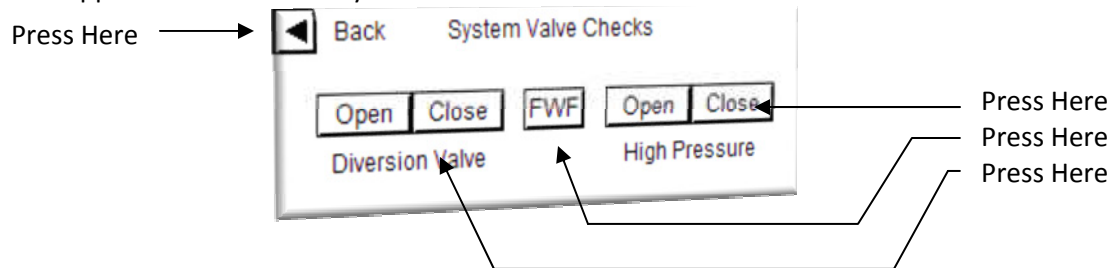 Press Here
Back System Valve Checks
Open Close FWF Open Close
Diversion Valve High Pressure
Press Here
Press Here
Press Here